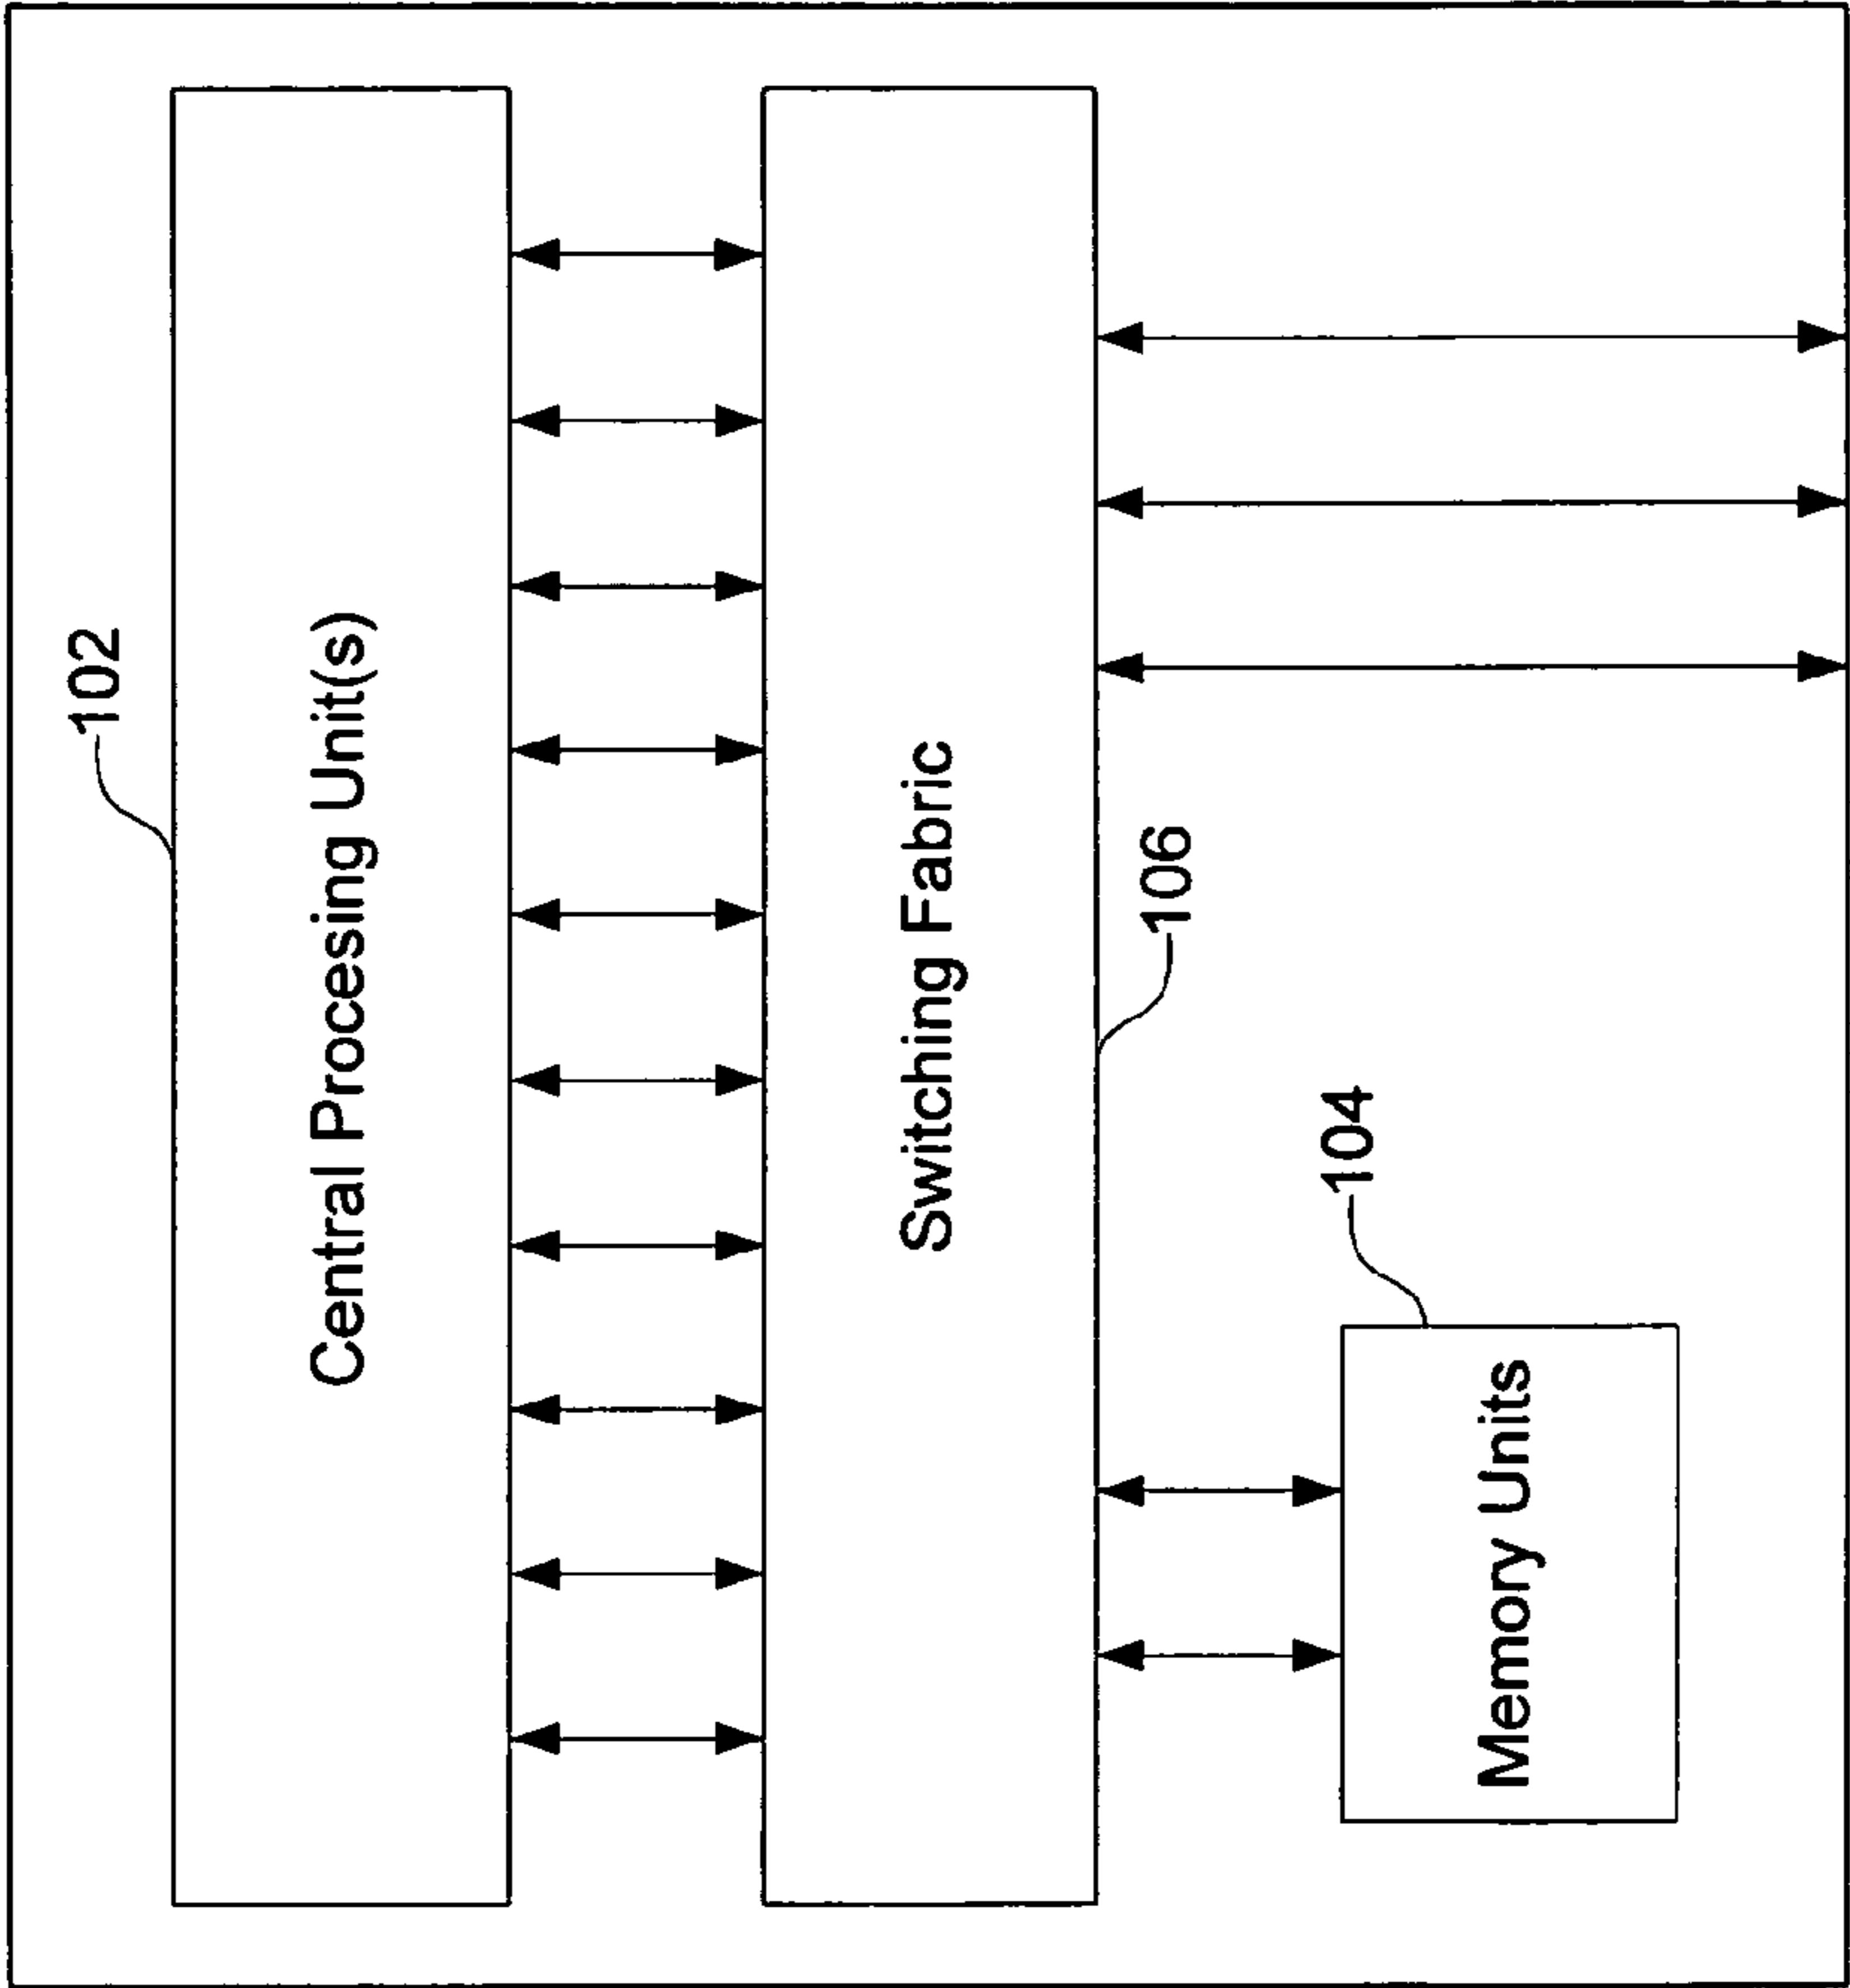 102
Central Procesing Unit(s)
Switching Fabric
106
104
Memory Units